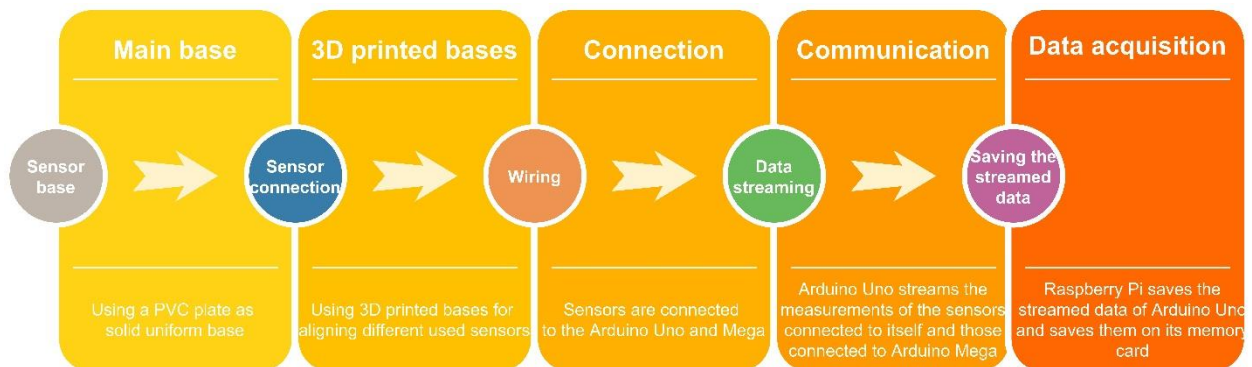 Main base
3D printed bases
Connection
Communication
Data acquisition
Sensor
base
Sensor
connection
Wiring
Data
streaming
Saving the
streamed
data
Using a PVC plate as
solid uniform base
Using 3D printed bases for
aligning different used sensors
Sensors are connected
to the Arduino Uno and Mega
Arduino Uno streams the
measurements of the sensors
connected to itself and those
connected to Arduino Mega
Raspberry Pi saves the
streamed data of Arduino Uno
and saves them on its memory
card